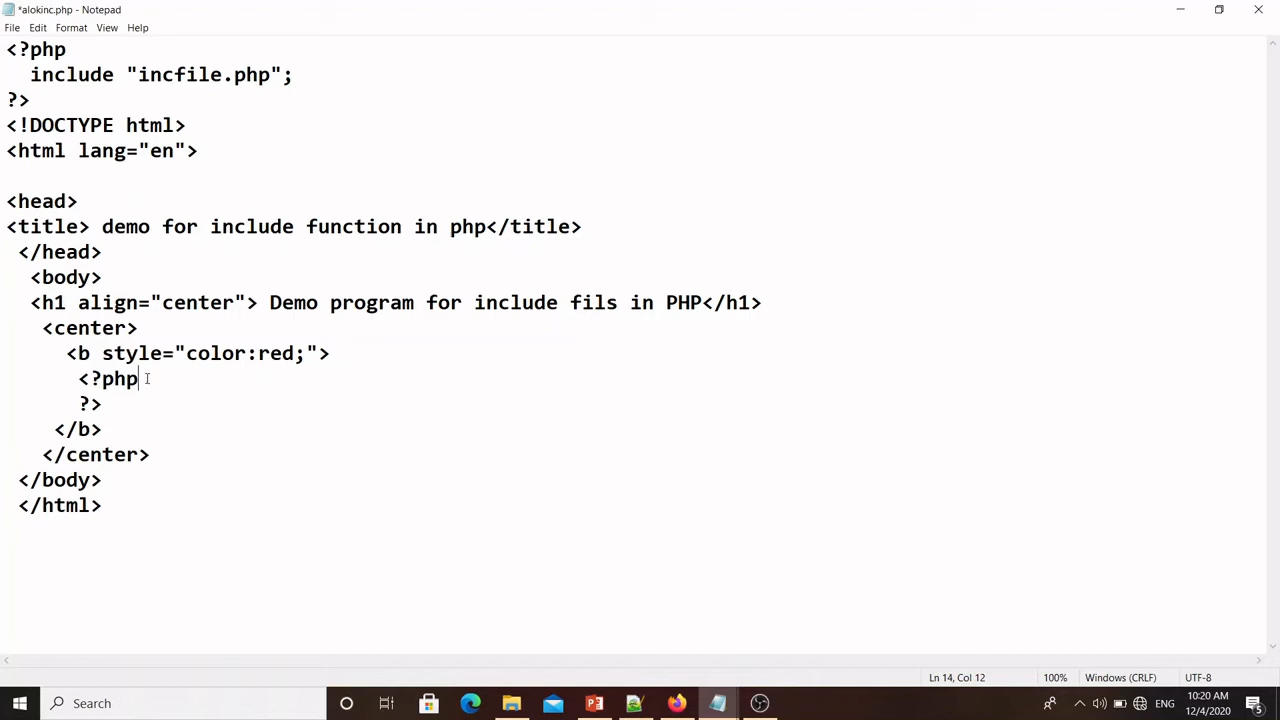 *alokinc.php - Notepad
File Edit Format View Help
<?php
include "incfile.php";
?>
<!DOCTYPE html>
<html lang="en">
<head>
<title> demo for include function in php</title>
</head>
<body>
<h1 align="center"> Demo program for include fils in PHP</h1>
<center>
<b style="color:red;">
<?php
?>
</b>
</center>
</body>
</html>
Ln 14, Col 12 100% Windows (CRLF) UTF-8
Search ENG 10:20 AM
12/4/2020 5